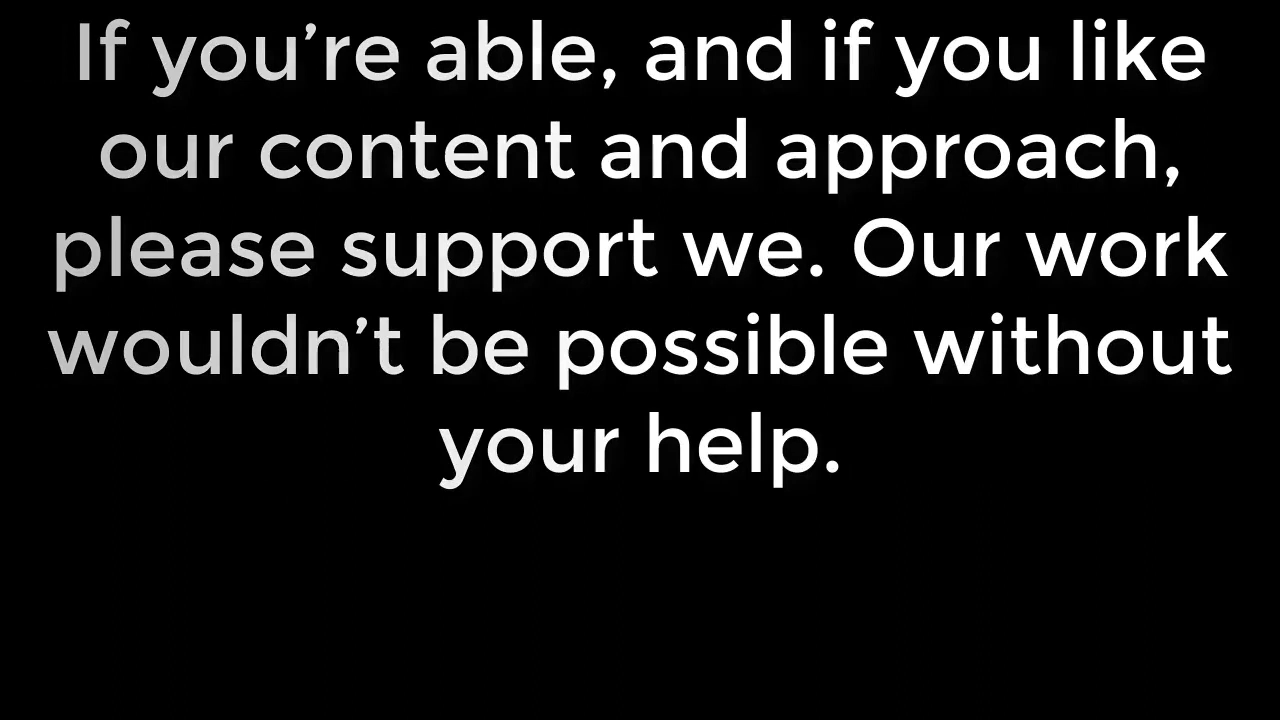 If you’re able, and if you like
our content and approach,
please support we. Our work
wouldn’t be possible without
your help.